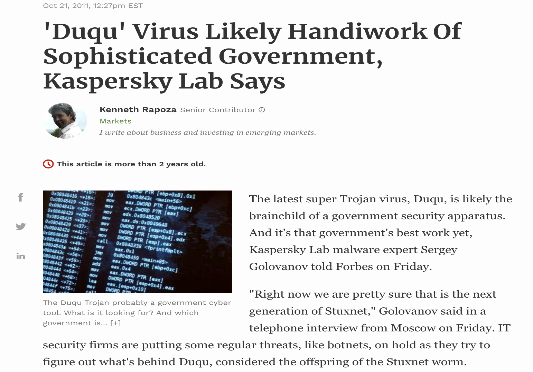 Oct 21, 2011, 12:27pm EST
'Duqu' Virus Likely Handiwork Of
Sophisticated Government,
Kaspersky Lab Says
Kenneth Rapoza Senior Contributor
Markets
I write about business and investing in emerging markets.
This article is more than 2 years old.
The latest super Trojan virus, Duqu, is likely the
brainchild of a government security apparatus.
And it's that government's best work yet,
Kaspersky Lab malware expert Sergey
Golovanov told Forbes on Friday.
The Duqu Trojan probably a government cyber
tool. What is it looking for? And which
government is... [+]
"Right now we are pretty sure that is the next
generation of Stuxnet," Golovanov said in a
telephone interview from Moscow on Friday. IT
security firms are putting some regular threats, like botnets, on hold as they try to
figure out what's behind Duqu, considered the offspring of the Stuxnet worm.